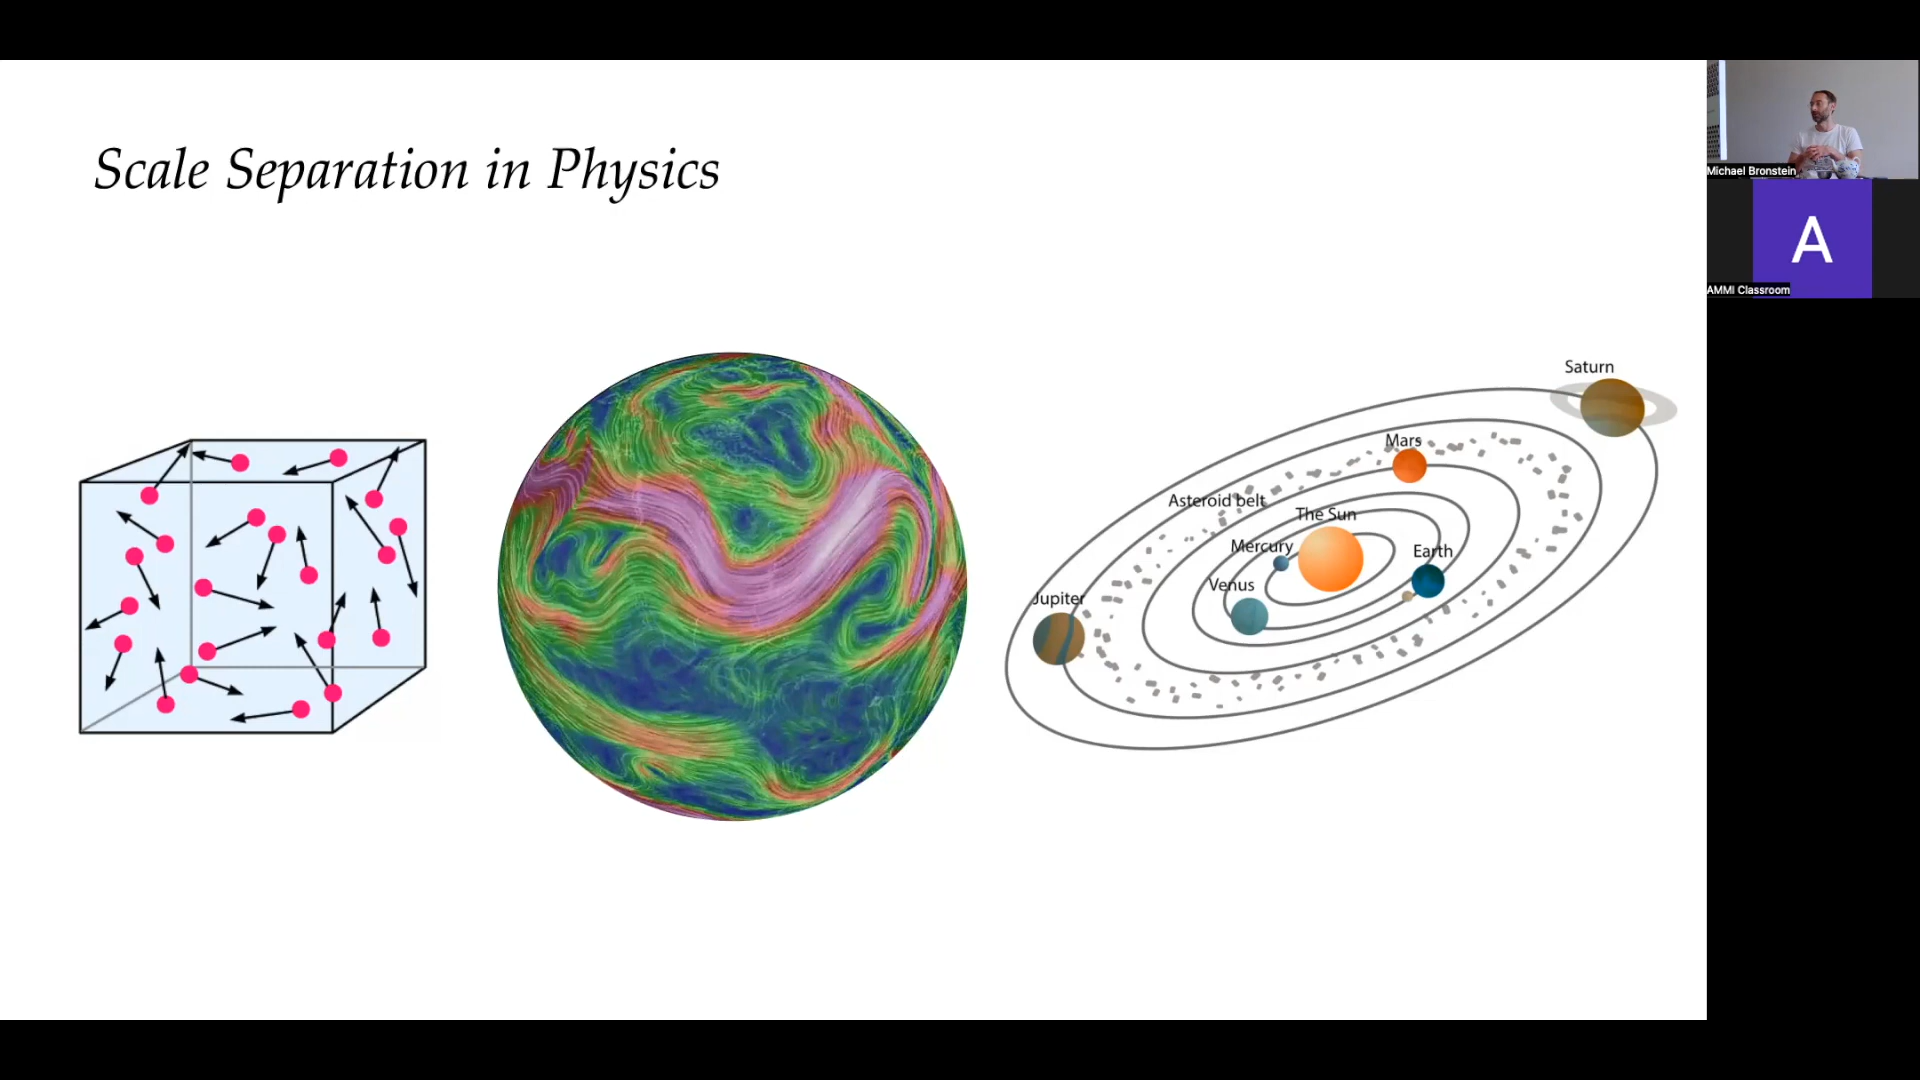 Scale Separation in Physics
Michael Bronstein
A
AMMI Classroom
Saturn
Mars
Asteroid belt
The Sun
Mercury
Earth
Venus
Jupiter